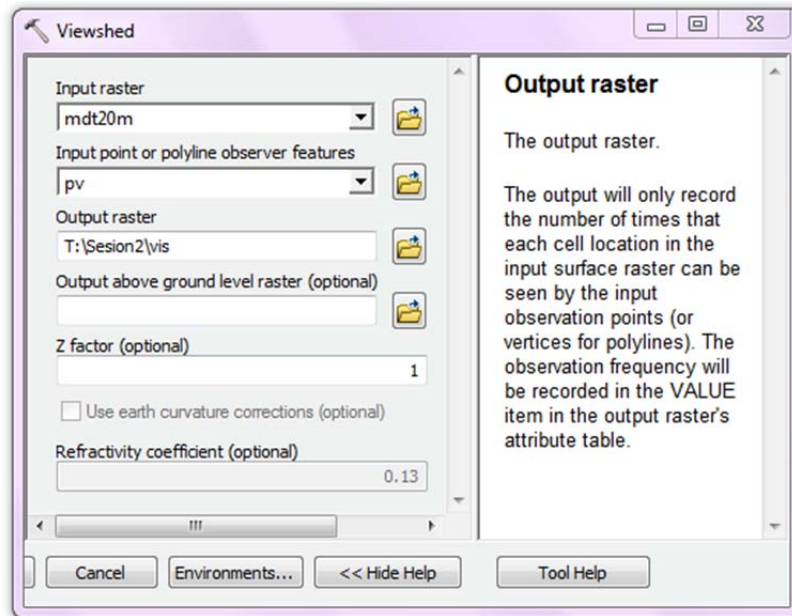 Viewshed
Input raster
mdt20m
Input point or polyline observer features
pv
Output raster
T:\Sesion2\vis
Output above ground level raster (optional)
Z factor (optional)
1
Use earth curvature corrections (optional)
Refractivity coefficient (optional)
0.13
Output raster
The output raster.
The output will only record
the number of times that
each cell location in the
input surface raster can be
seen by the input
observation points (or
vertices for polylines). The
observation frequency will
be recorded in the VALUE
item in the output raster's
attribute table.
Cancel
Environments...
<< Hide Help
Tool Help